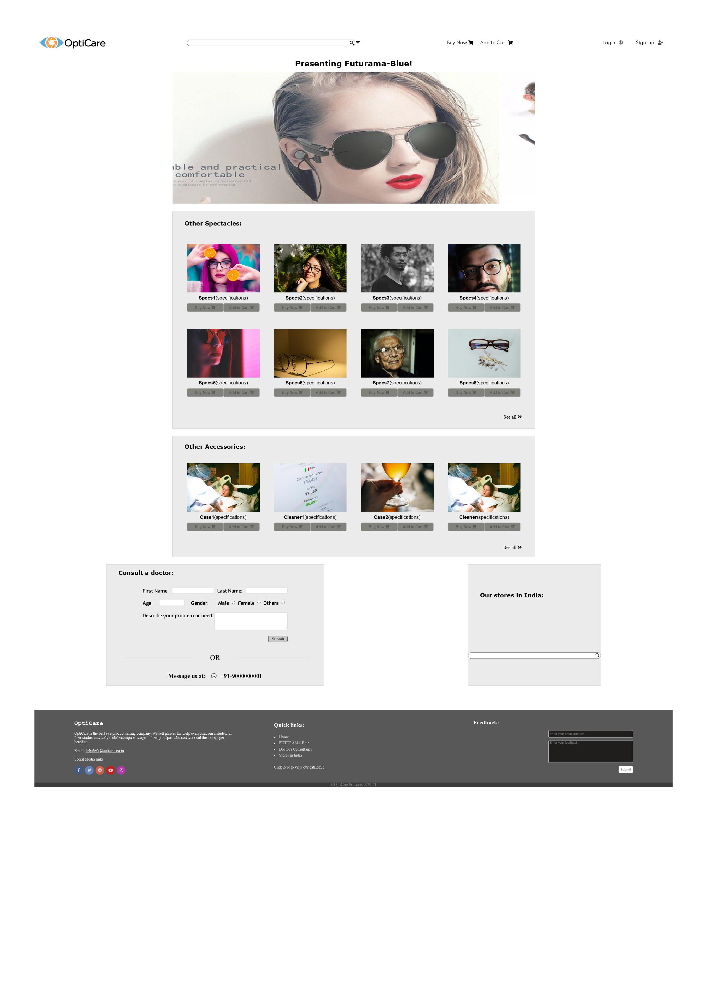 OptiCare
Buy Now Add to Cart
Login Sign-up
Presenting Futurama-Blue!
able and practical
comfortable
ew pair of sunglasses yesterday Did
he sunglasses he was wearing
Other Spectacles:
Specs1(specifications) Specs2(specifications) Specs3(specifications) Specs4(specifications)
Buy Now Add to Cart Buy Now Add to Cart Buy Now Add to Cart Buy Now Add to Cart
Specs5(specifications) Specs6(specifications) Specs7(specifications) Specs8(specifications)
Buy Now Add to Cart Buy Now Add to Cart Buy Now Add to Cart Buy Now Add to Cart
See all
Other Accessories:
Italy
Coronavirus Cases:
139,422
Deaths:
17,669
Recovered:
26,491
Case1(specifications) Cleaner1(specifications) Case2(specifications) Cleaner(specifications)
Buy Now Add to Cart Buy Now Add to Cart Buy Now Add to Cart Buy Now Add to Cart
See all
Consult a doctor:
First Name: Last Name:
Age: Gender: Male Female Others
Describe your problem or need:
Submit
OR
Message us at: +91-9000000001
Our stores in India:
OptiCare
OptiCare is the best eye-product selling company. We sell glasses that help everyonefrom a student in
their studies and daily mobile/computer usage to their grandpas who couldn't read the newspaper
headline.
Email: helpdesk@opticare.co.in
Social Media links:
Quick links:
• Home
• FUTURAMA Blue
• Doctor's Consultancy
• Stores in India
Click here to view our catalogue.
Feedback:
Enter your email address
Enter your feedback
Submit
©OptiCare Products 2020-21